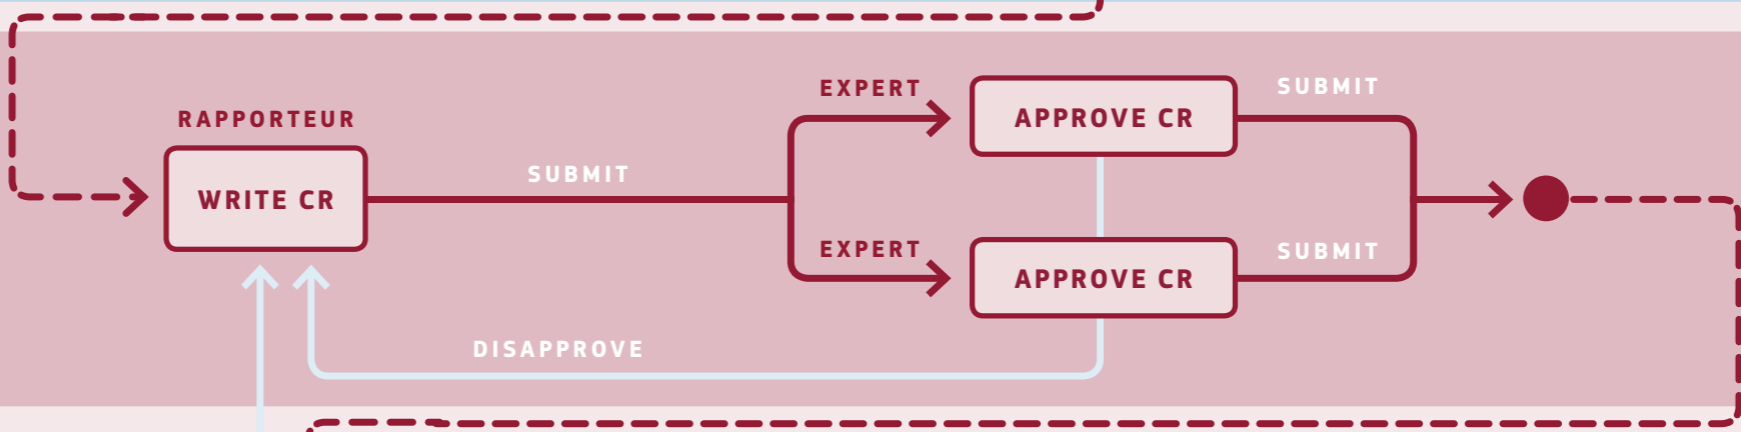 RAPPORTEUR
WRITE CR
SUBMIT
EXPERT
APPROVE CR
SUBMIT
EXPERT
APPROVE CR
SUBMIT
DISAPPROVE